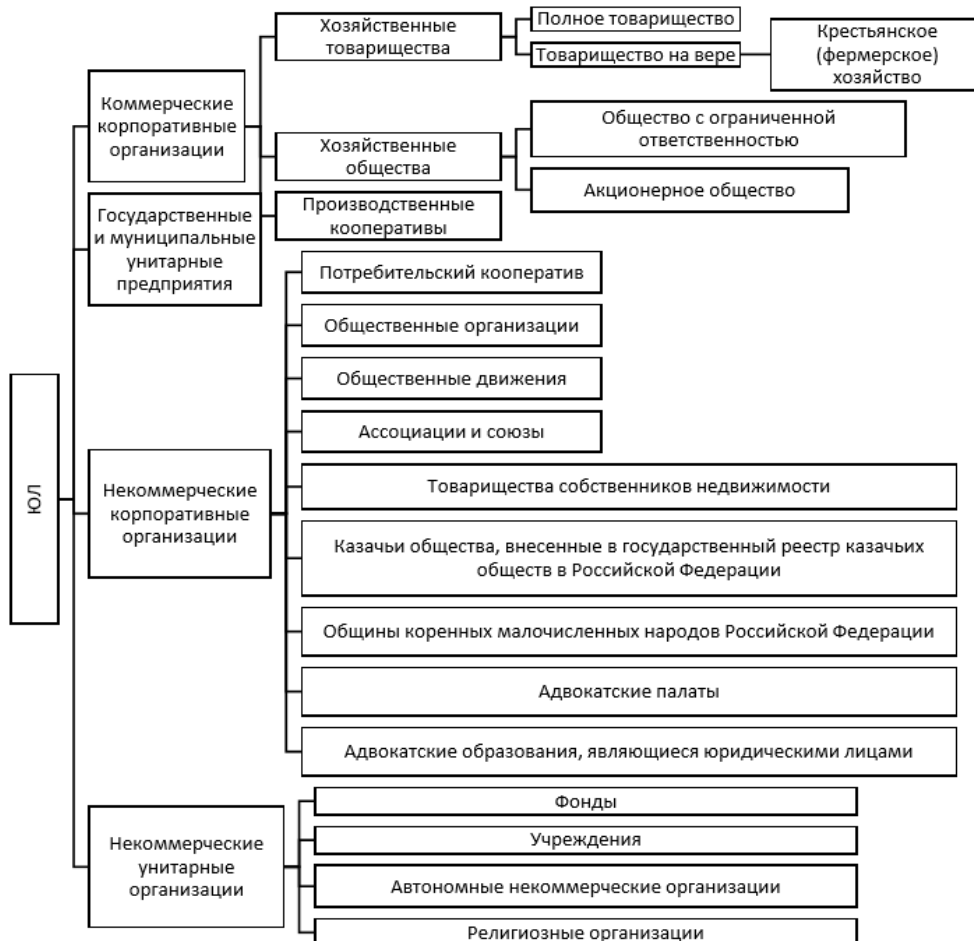 ЮЛ
Коммерческие
корпоративные
организации
Хозяйственные
товарищества
Полное товарищество
Товарищество на вере
Крестьянское
(фермерское)
хозяйство
Хозяйственные
общества
Общество с ограниченной
ответственностью
Акционерное общество
Производственные
кооперативы
Государственные
и муниципальные
унитарные
предприятия
Некоммерческие
корпоративные
организации
Потребительский кооператив
Общественные организации
Общественные движения
Ассоциации и союзы
Товарищества собственников недвижимости
Казачьи общества, внесенные в государственный реестр казачьих
обществ в Российской Федерации
Общины коренных малочисленных народов Российской Федерации
Адвокатские палаты
Адвокатские образования, являющиеся юридическими лицами
Некоммерческие
унитарные
организации
Фонды
Учреждения
Автономные некоммерческие организации
Религиозные организации